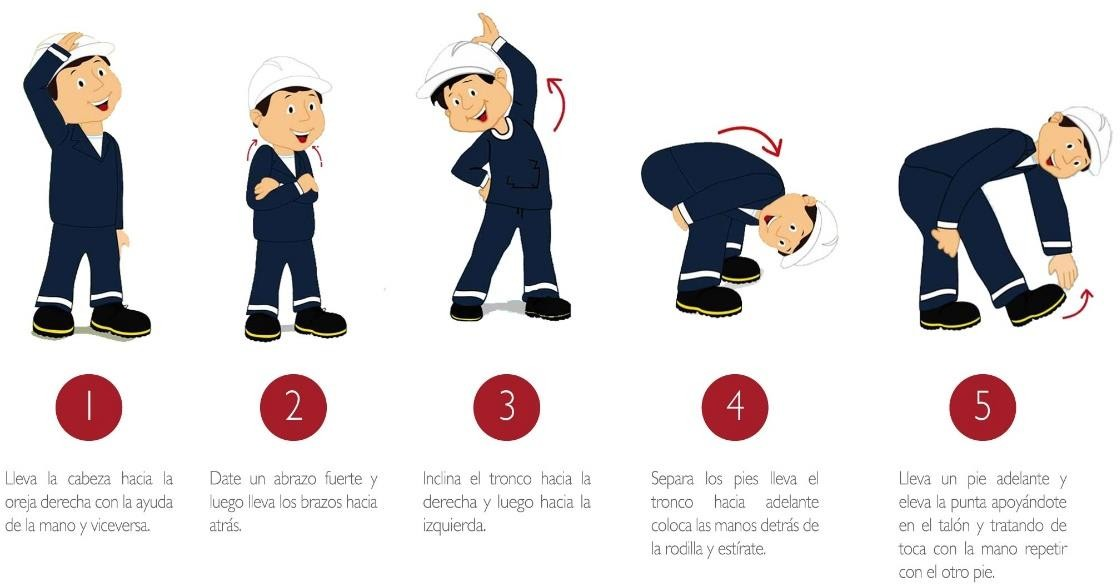 1
Lleva la cabeza hacia la
oreja derecha con la ayuda
de la mano y viceversa.
2
Date un abrazo fuerte y
luego lleva los brazos hacia
atrás.
3
Inclina el tronco hacia la
derecha y luego hacia la
izquierda.
4
Separa los pies lleva el
tronco hacia adelante
coloca las manos detrás de
la rodilla y estírate.
5
Lleva un pie adelante y
eleva la punta apoyándote
en el talón y tratando de
toca con la mano repetir
con el otro pie.